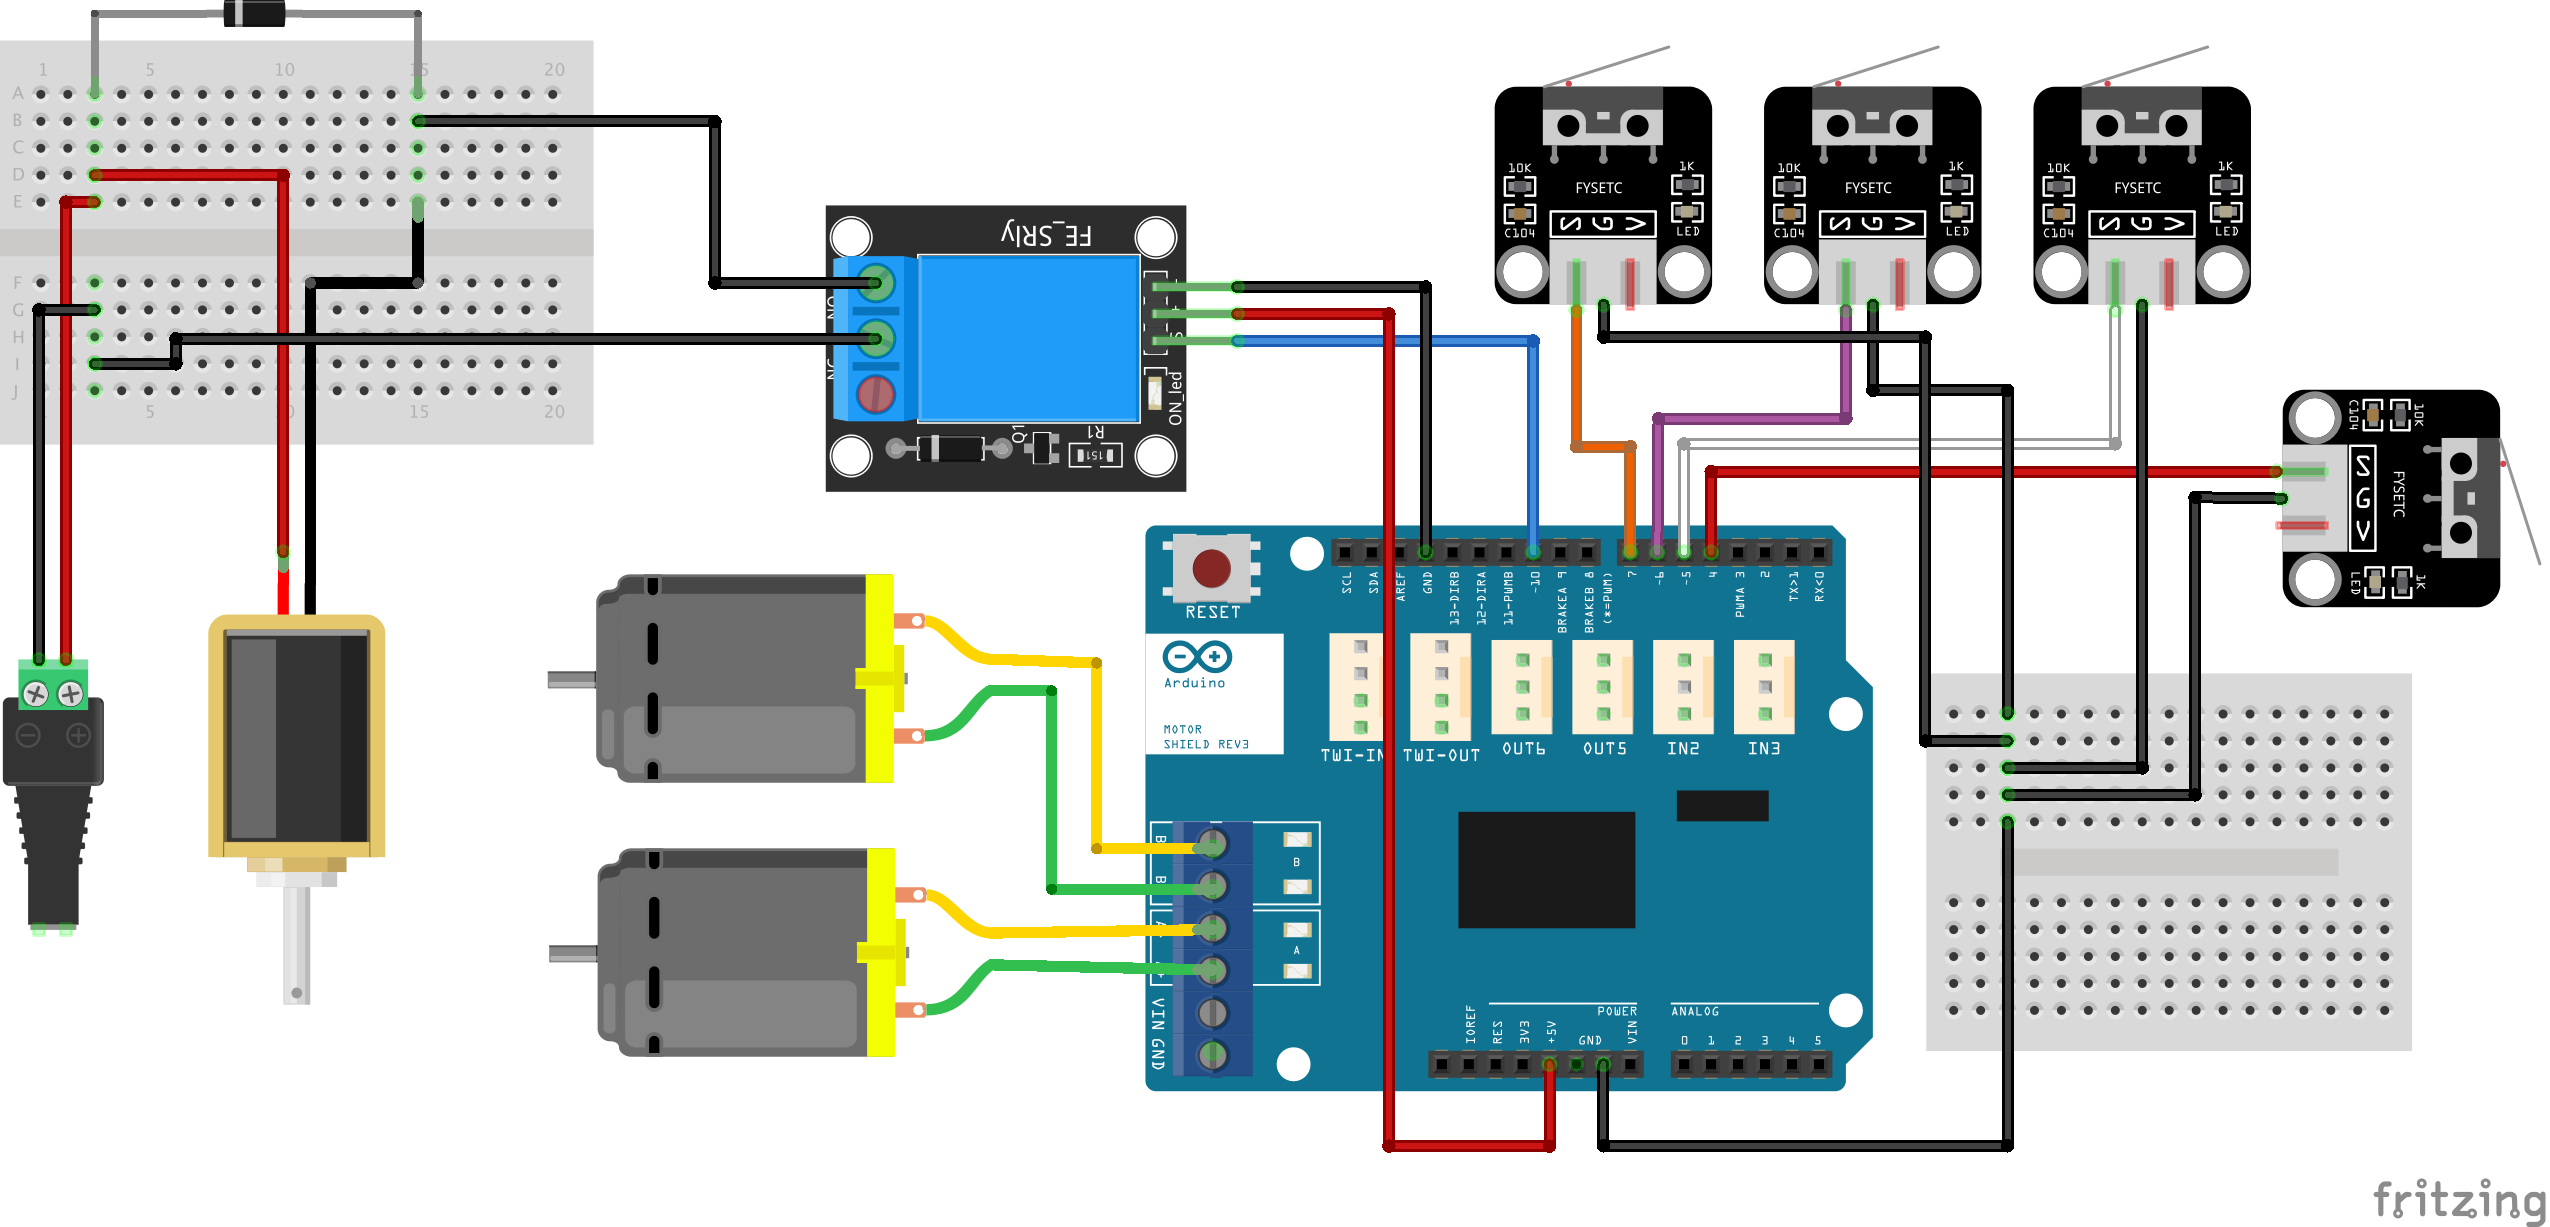 1 5 10 15 20
A
B
C
D
E
F
G
H
I
J
5 10 15 20
FE_SRly
NO
NC
S
ON_led
Q1
R1
151
10K
1K
FYSETC
S G V
C104
LED
10K
1K
FYSETC
S G V
C104
LED
10K
1K
FYSETC
S G V
C104
LED
C104
10K
S G V
FYSETC
LED
1K
RESET
SCL
SDA
AREF
GND
13-DIRB
12-DIRA
11-PWMB
~10
BRAKEA 9
BRAKEB 8
(*=PWM)
7
~6
~5
4
PWMA 3
2
TX>1
RX<0
Arduino
MOTOR
SHIELD REV3
TWI-IN
TWI-OUT
OUT6
OUT5
IN2
IN3
B
B
B
A
VIN
GND
IOREF
RES
3V3
+5V
GND
VIN
POWER
ANALOG
0 1 2 3 4 5
fritzing